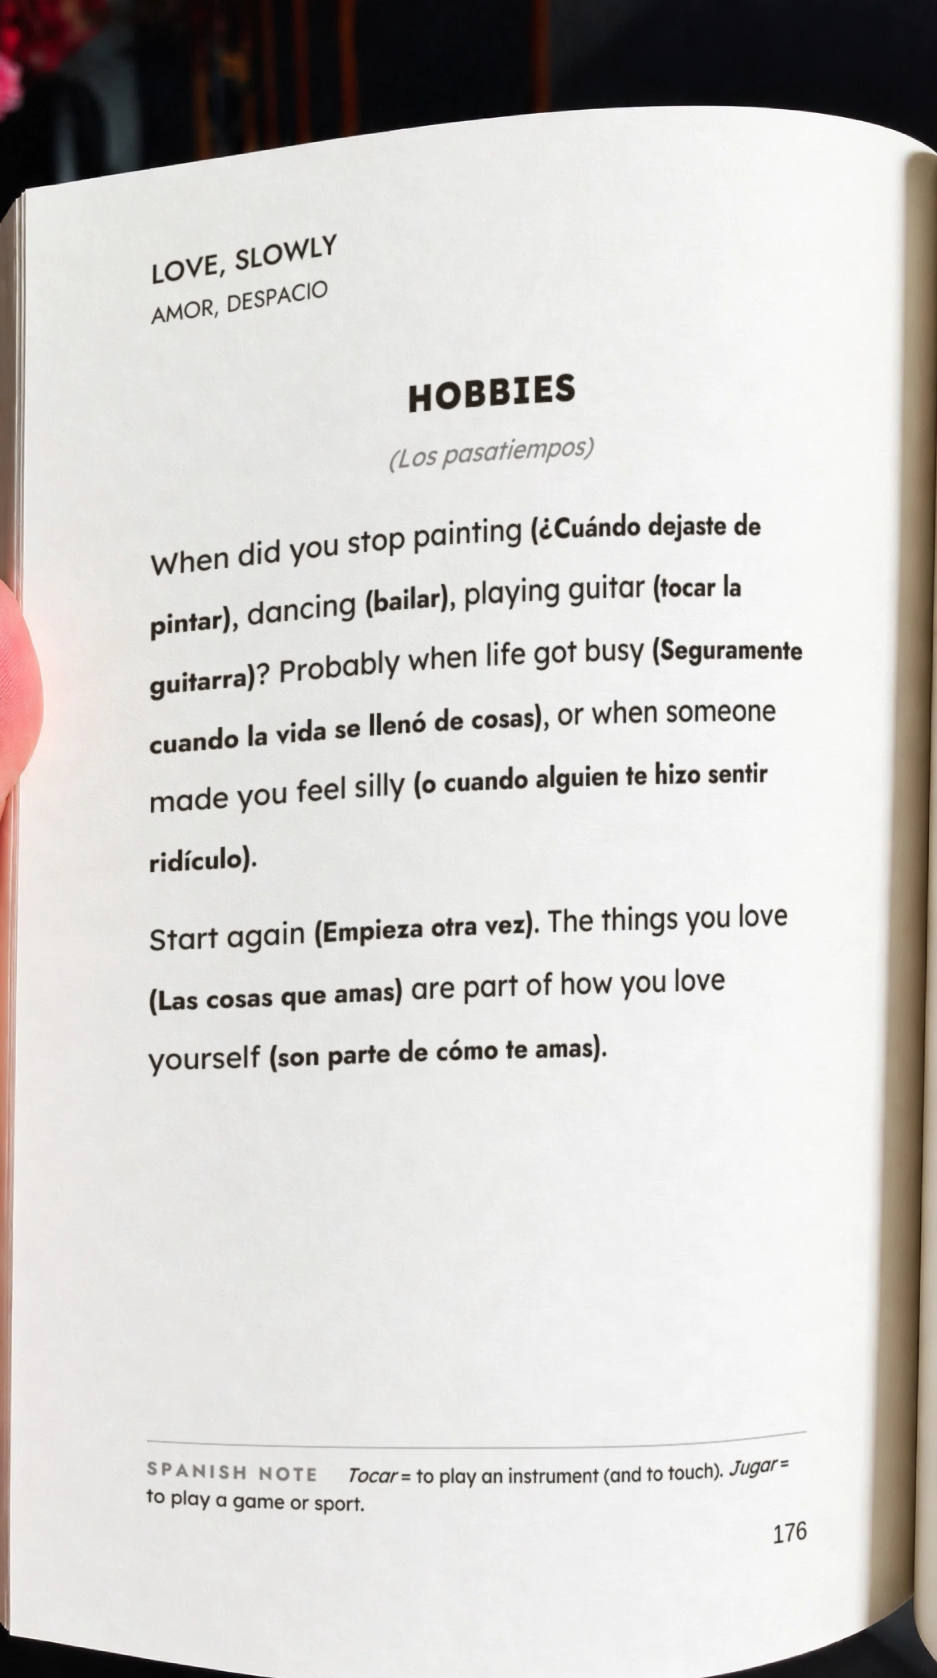 LOVE, SLOWLY
AMOR, DESPACIO
HOBBIES
(Los pasatiempos)
When did you stop painting (¿Cuándo dejaste de
pintar), dancing (bailar), playing guitar (tocar la
guitarra)? Probably when life got busy (Seguramente
cuando la vida se llenó de cosas), or when someone
made you feel silly (o cuando alguien te hizo sentir
ridículo).
Start again (Empieza otra vez). The things you love
(Las cosas que amas) are part of how you love
yourself (son parte de cómo te amas).
SPANISH NOTE Tocar = to play an instrument (and to touch). Jugar =
to play a game or sport.
176